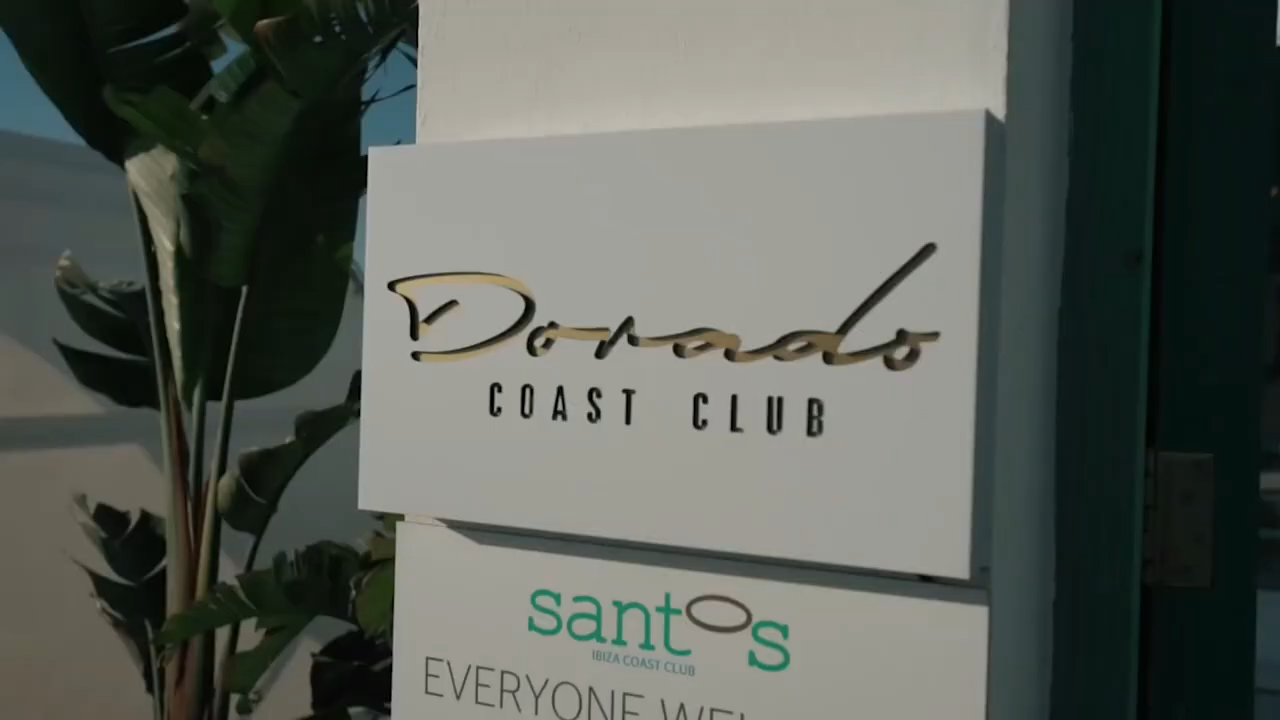 Dorado
COAST CLUB
santos
IBIZA COAST CLUB
EVERYONE